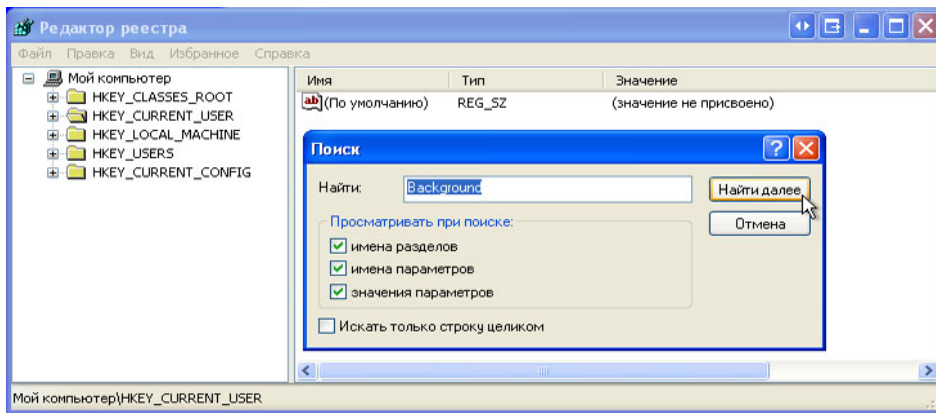 Редактор реестра
Файл Правка Вид Избранное Справка
Мой компьютер
HKEY_CLASSES_ROOT
HKEY_CURRENT_USER
HKEY_LOCAL_MACHINE
HKEY_USERS
HKEY_CURRENT_CONFIG
Имя Тип Значение
ab (По умолчанию) REG_SZ (значение не присвоено)
Поиск
Найти: Background Найти далее
Отмена
Просматривать при поиске:
имена разделов
имена параметров
значения параметров
Искать только строку целиком
Мой компьютер\HKEY_CURRENT_USER